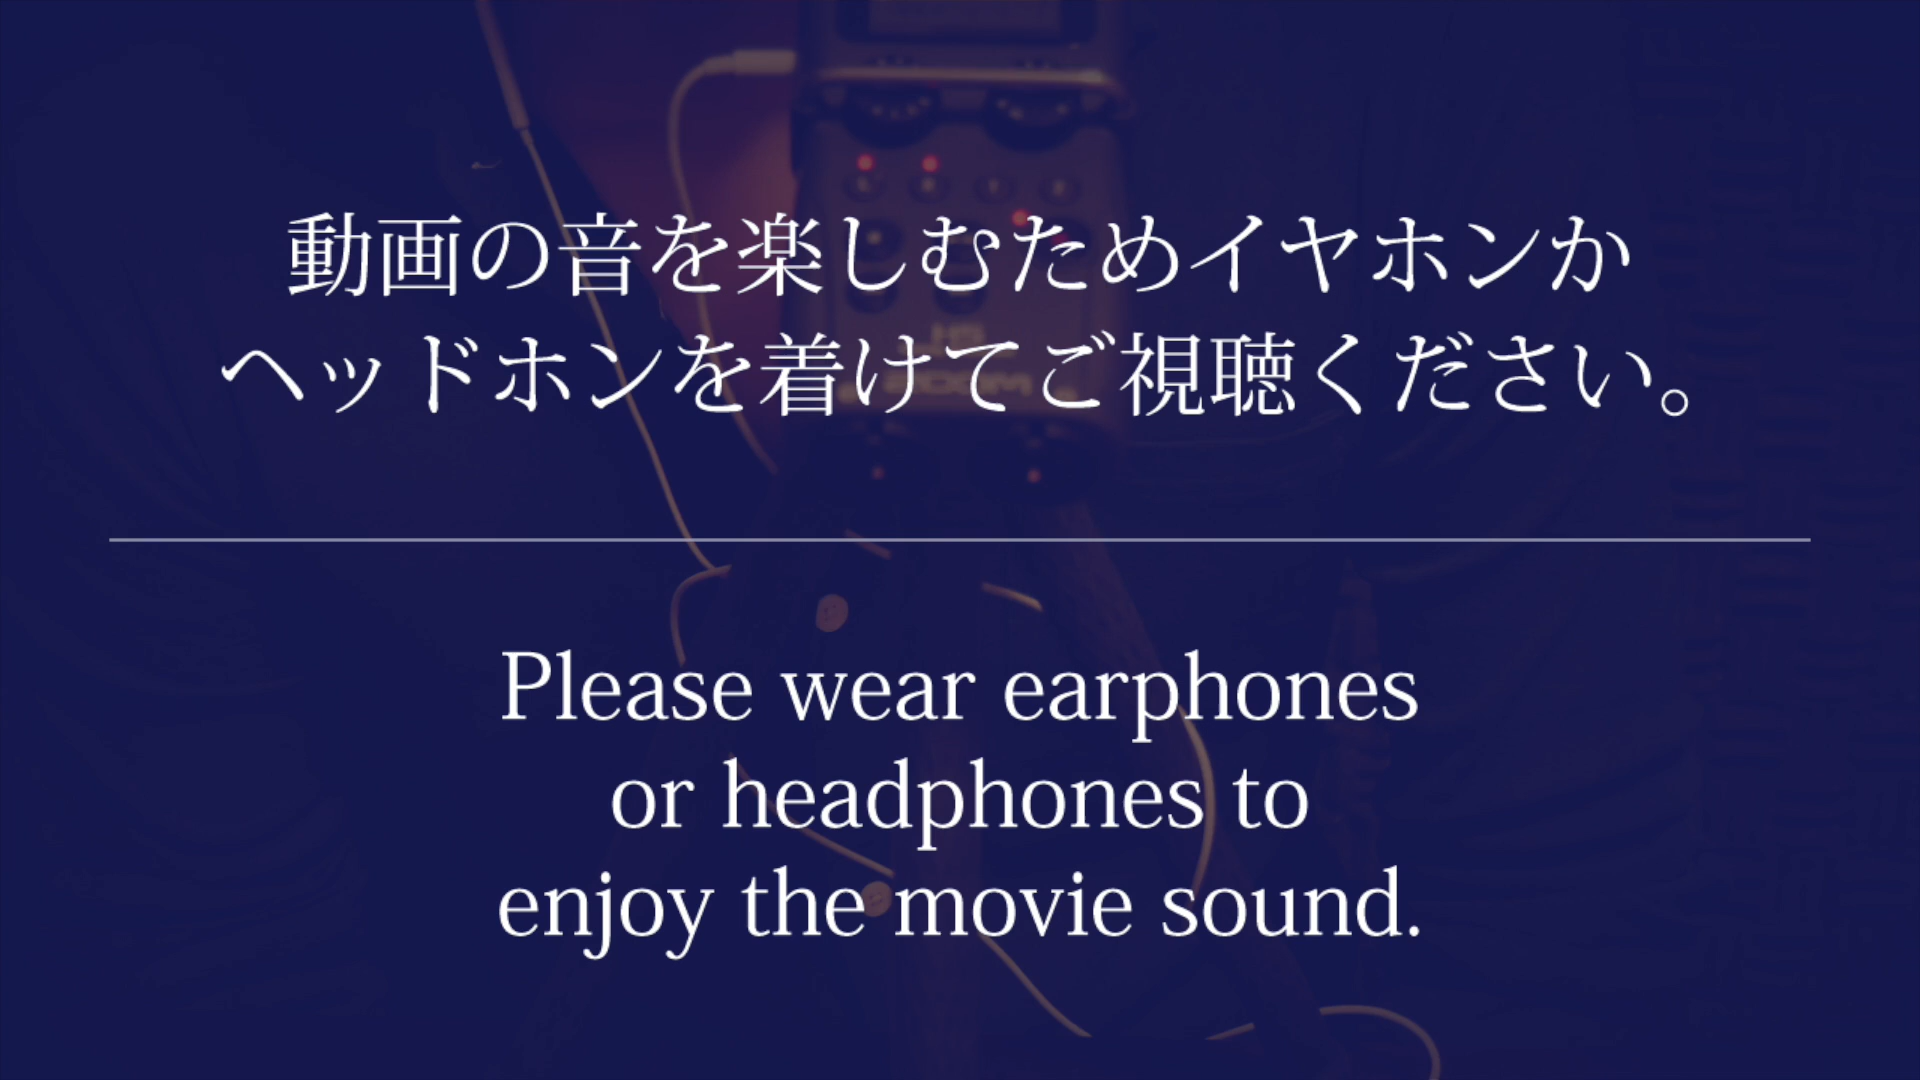 動画の音を楽しむためイヤホンか
ヘッドホンを着けてご視聴ください。
Please wear earphones
or headphones to
enjoy the movie sound.